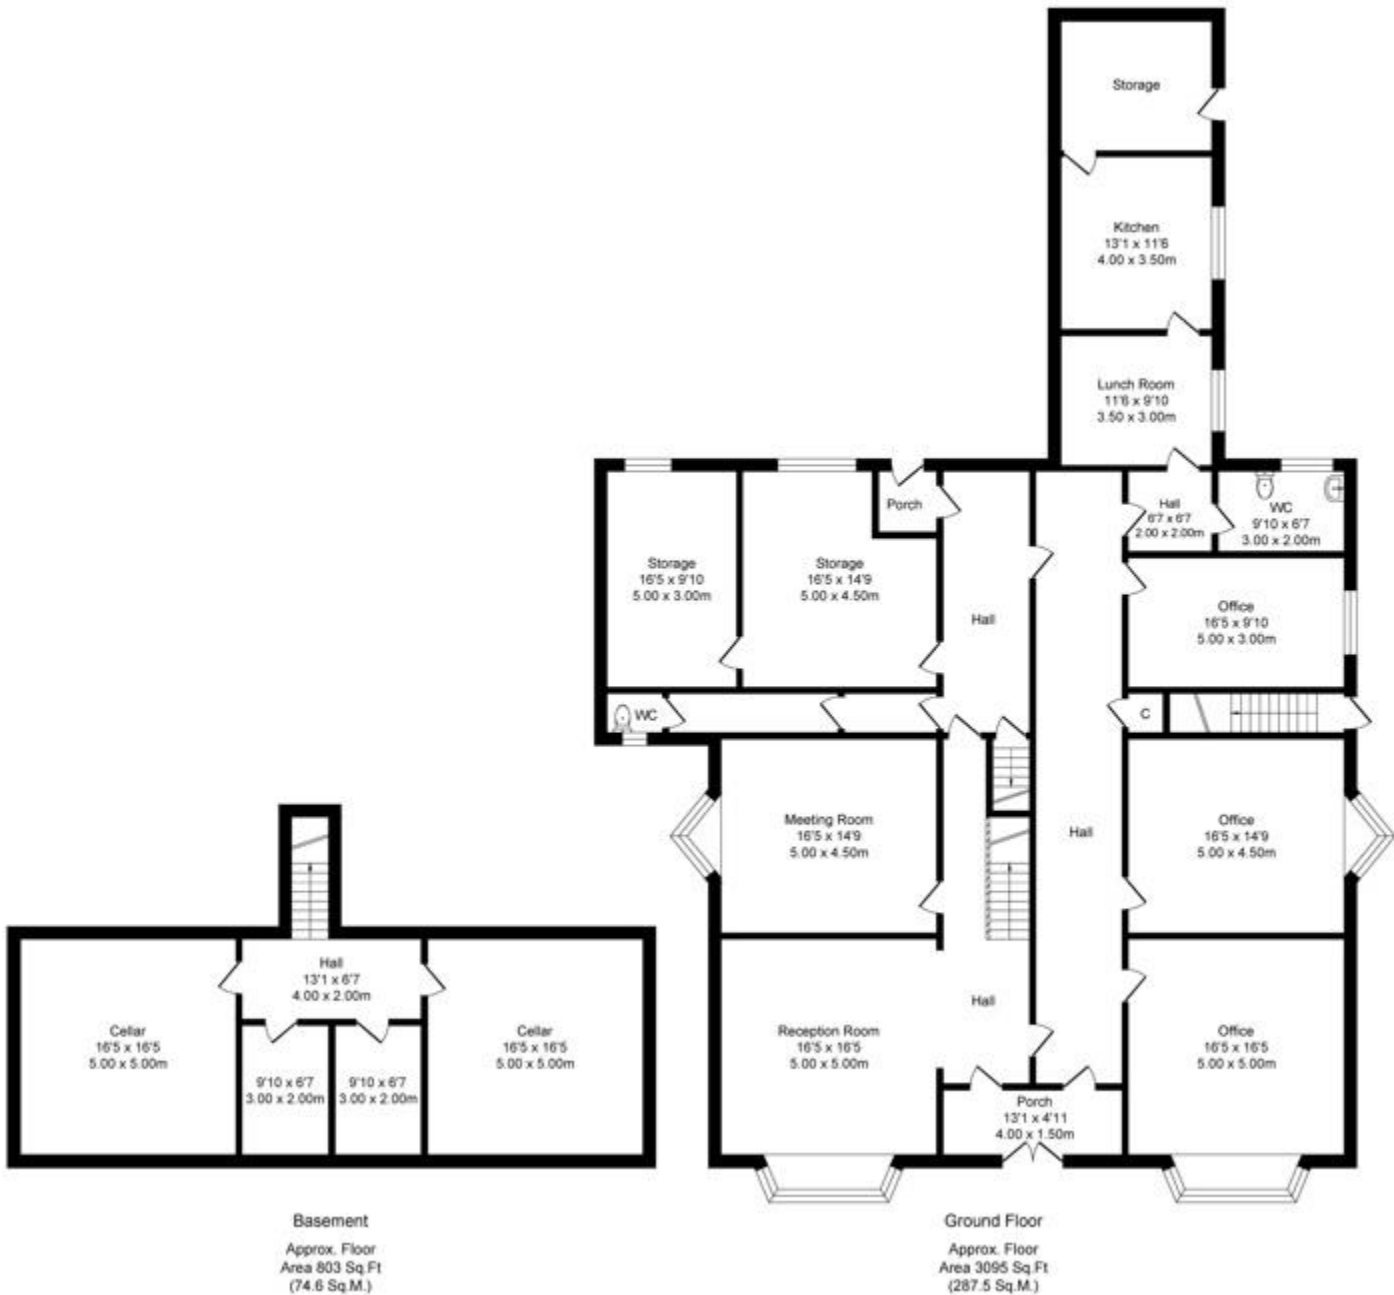 Storage
Kitchen
13'1 x 11'6
4.00 x 3.50m
Lunch Room
11'6 x 9'10
3.50 x 3.00m
Porch
Hall
6'7 x 6'7
2.00 x 2.00m
WC
9'10 x 6'7
3.00 x 2.00m
Storage
16'5 x 9'10
5.00 x 3.00m
Storage
16'5 x 14'9
5.00 x 4.50m
Hall
Office
16'5 x 9'10
5.00 x 3.00m
WC
C
Meeting Room
16'5 x 14'9
5.00 x 4.50m
Hall
Office
16'5 x 14'9
5.00 x 4.50m
Hall
13'1 x 6'7
4.00 x 2.00m
Cellar
16'5 x 16'5
5.00 x 5.00m
9'10 x 6'7
3.00 x 2.00m
9'10 x 6'7
3.00 x 2.00m
Cellar
16'5 x 16'5
5.00 x 5.00m
Reception Room
16'5 x 16'5
5.00 x 5.00m
Hall
Office
16'5 x 16'5
5.00 x 5.00m
Porch
13'1 x 4'11
4.00 x 1.50m
Basement
Approx. Floor
Area 803 Sq.Ft
(74.6 Sq.M.)
Ground Floor
Approx. Floor
Area 3095 Sq.Ft
(287.5 Sq.M.)